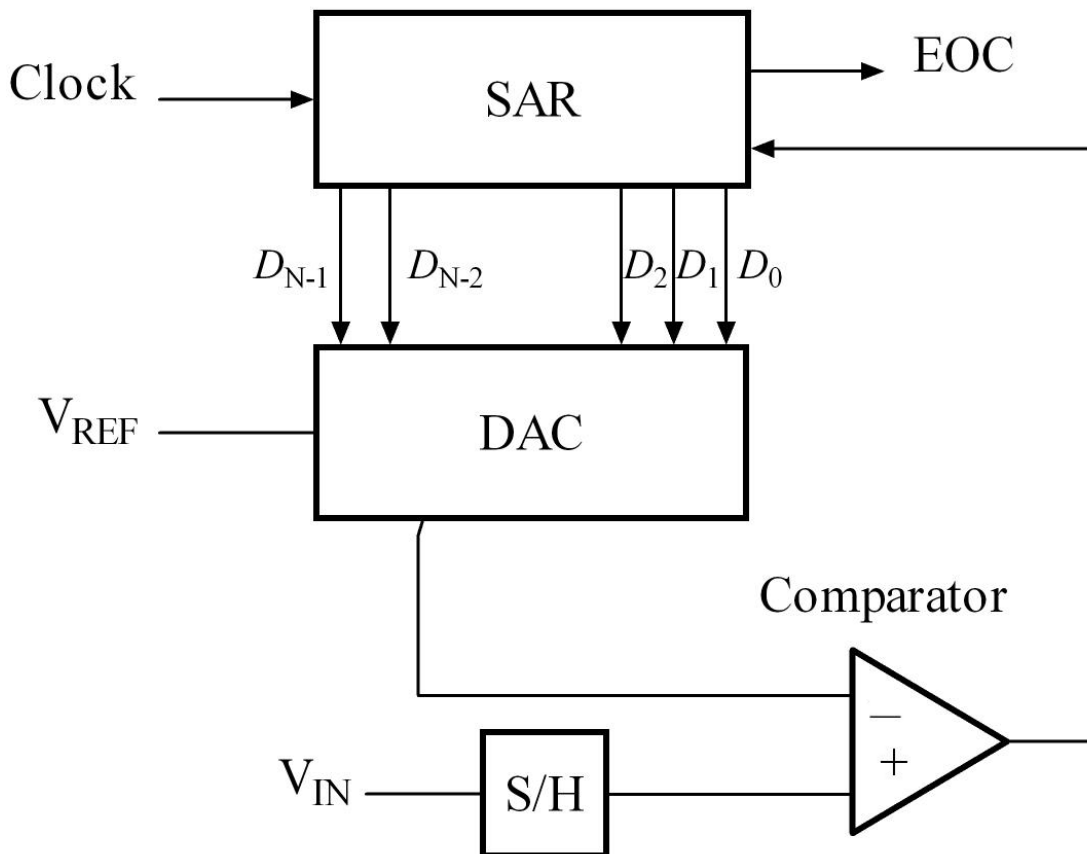 Clock
SAR
EOC
D_N-1
D_N-2
D_2
D_1
D_0
V_REF
DAC
Comparator
−
+
V_IN
S/H